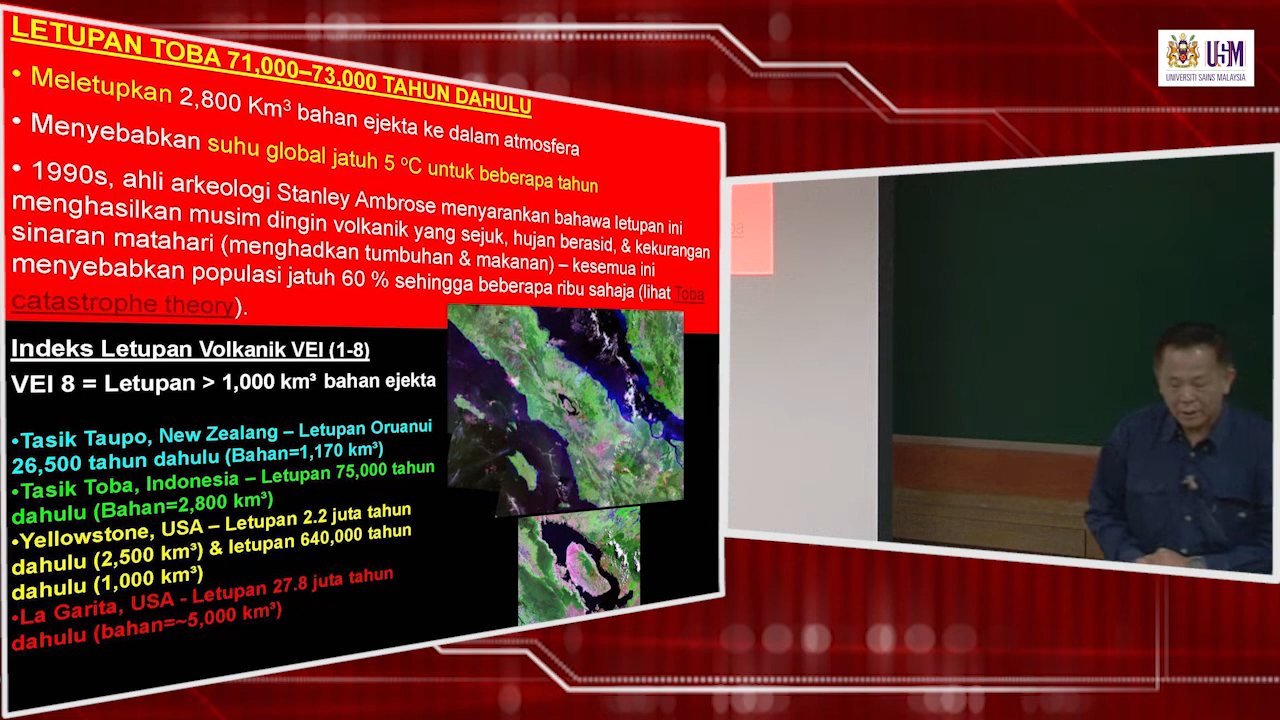 LETUPAN TOBA 71,000–73,000 TAHUN DAHULU
• Meletupkan 2,800 Km³ bahan ejekta ke dalam atmosfera
• Menyebabkan suhu global jatuh 5 ºC untuk beberapa tahun
• 1990s, ahli arkeologi Stanley Ambrose menyarankan bahawa letupan ini
menghasilkan musim dingin volkanik yang sejuk, hujan berasid, & kekurangan
sinaran matahari (menghadkan tumbuhan & makanan) – kesemua ini
menyebabkan populasi jatuh 60 % sehingga beberapa ribu sahaja (lihat Toba
catastrophe theory).
Indeks Letupan Volkanik VEI (1-8)
VEI 8 = Letupan > 1,000 km³ bahan ejekta
•Tasik Taupo, New Zealang – Letupan Oruanui
26,500 tahun dahulu (Bahan=1,170 km³)
•Tasik Toba, Indonesia – Letupan 75,000 tahun
dahulu (Bahan=2,800 km³)
•Yellowstone, USA – Letupan 2.2 juta tahun
dahulu (2,500 km³) & letupan 640,000 tahun
dahulu (1,000 km³)
•La Garita, USA - Letupan 27.8 juta tahun
dahulu (bahan=~5,000 km³)
USM
UNIVERSITI SAINS MALAYSIA